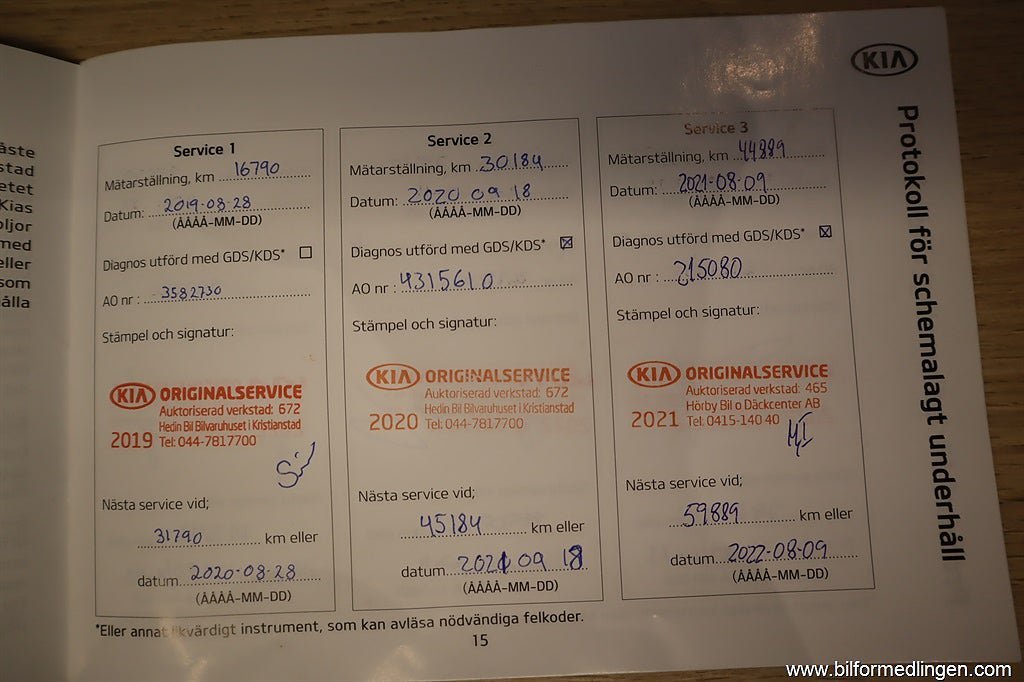 KIA
Protokoll för schemalagt underhåll
åste
stad
etet
Kias
öljor
med
eller
som
ålla
Service 1
Mätarställning, km 16790
Datum: 2019-08-28
(ÅÅÅÅ-MM-DD)
Diagnos utförd med GDS/KDS*
AO nr : 3582730
Stämpel och signatur:
KIA ORIGINALSERVICE
Auktoriserad verkstad: 672
Hedin Bil Bilvaruhuset i Kristianstad
2019 Tel: 044-7817700
Nästa service vid;
31790 km eller
datum 2020-08-28
(ÅÅÅÅ-MM-DD)
Service 2
Mätarställning, km 30184
Datum: 2020 09 18
(ÅÅÅÅ-MM-DD)
Diagnos utförd med GDS/KDS*
AO nr : 4315610
Stämpel och signatur:
KIA ORIGINALSERVICE
Auktoriserad verkstad: 672
Hedin Bil Bilvaruhuset i Kristianstad
2020 Tel: 044-7817700
Nästa service vid;
45184 km eller
datum 2021 09 18
(ÅÅÅÅ-MM-DD)
Service 3
Mätarställning, km 44889
Datum: 2021-08-09
(ÅÅÅÅ-MM-DD)
Diagnos utförd med GDS/KDS*
AO nr : 215080
Stämpel och signatur:
KIA ORIGINALSERVICE
Auktoriserad verkstad: 465
Hörby Bil o Däckcenter AB
2021 Tel: 0415-140 40
Nästa service vid;
59889 km eller
datum 2022-08-09
(ÅÅÅÅ-MM-DD)
*Eller annat likvärdigt instrument, som kan avläsa nödvändiga felkoder.
15
www.bilformedlingen.com